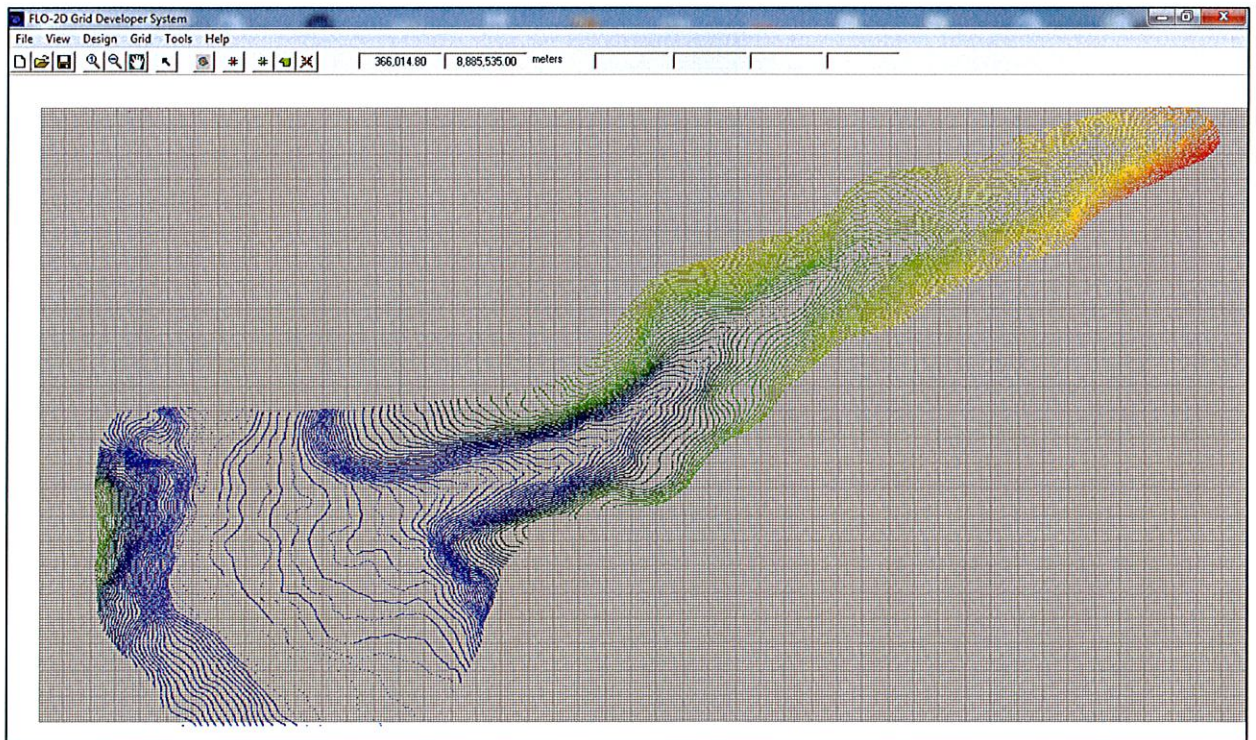 FLO-2D Grid Developer System
File View Design Grid Tools Help
366,014.80 8,885,535.00 meters